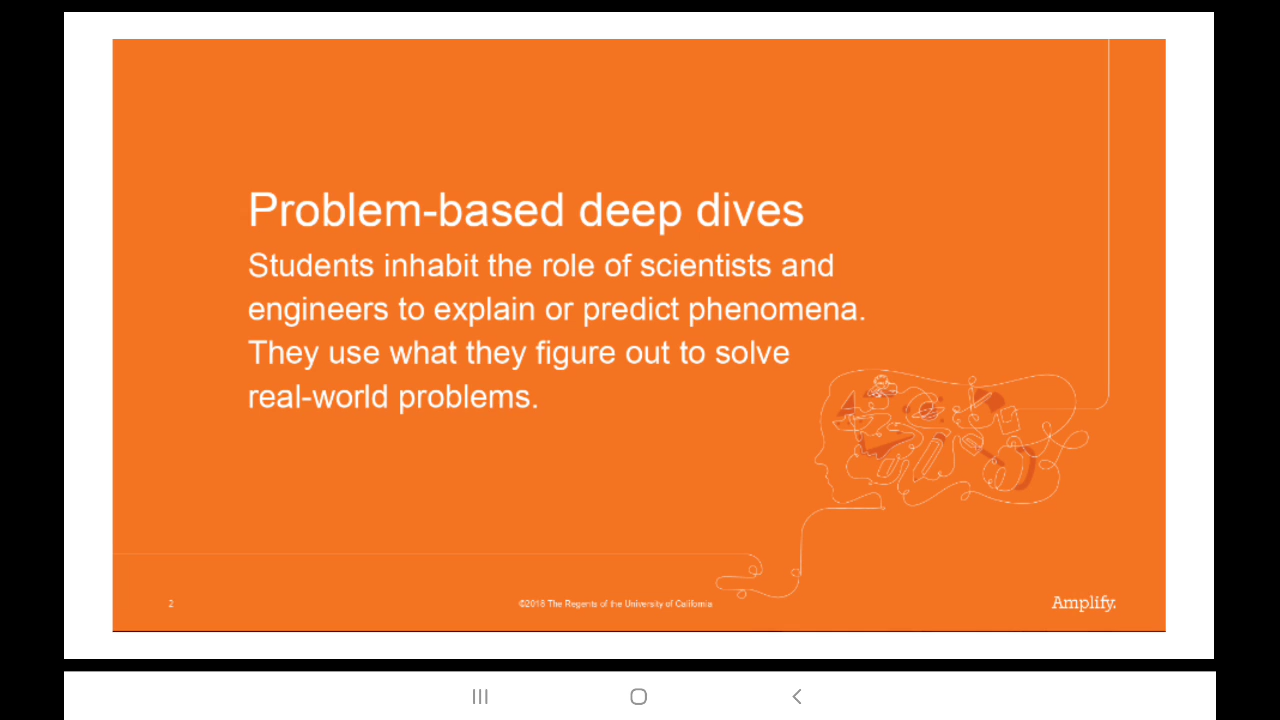 Problem-based deep dives
Students inhabit the role of scientists and
engineers to explain or predict phenomena.
They use what they figure out to solve
real-world problems.
2
©2016 The Regents of the University of California
Amplify.